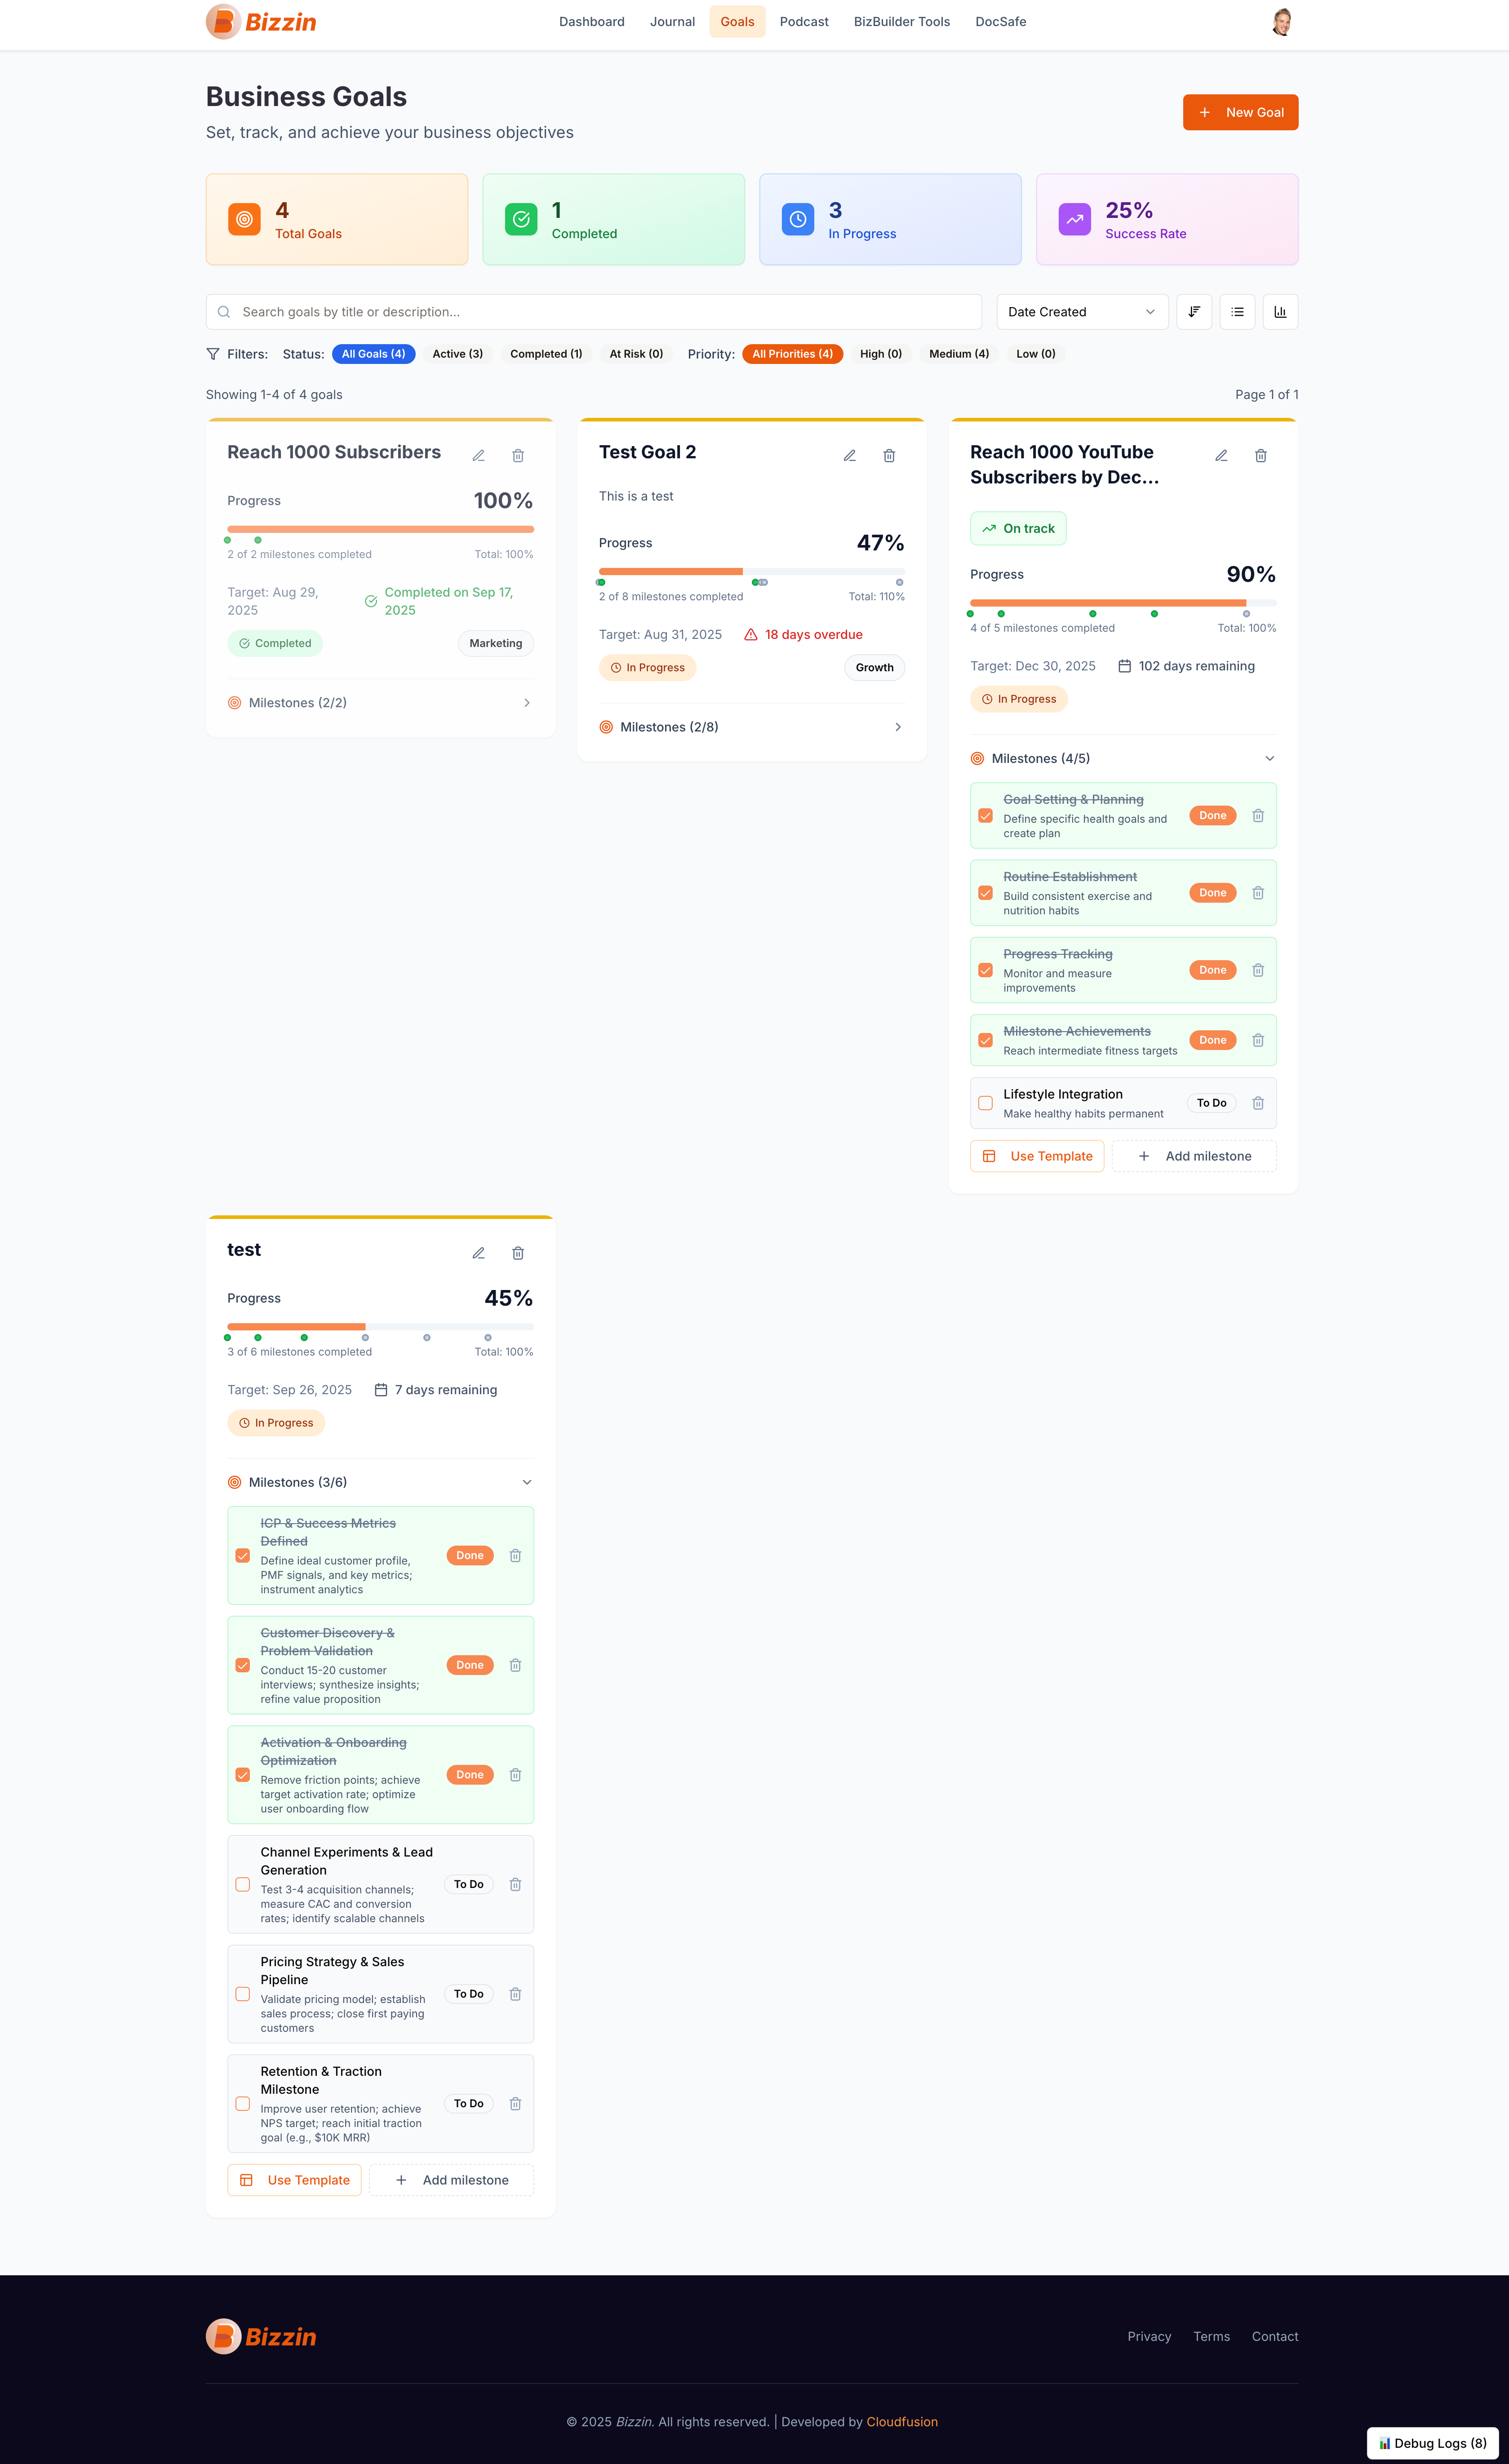 Bizzin
Dashboard Journal Goals Podcast BizBuilder Tools DocSafe
Business Goals
Set, track, and achieve your business objectives
New Goal
4
Total Goals
1
Completed
3
In Progress
25%
Success Rate
Search goals by title or description...
Date Created
Filters: Status: All Goals (4) Active (3) Completed (1) At Risk (0) Priority: All Priorities (4) High (0) Medium (4) Low (0)
Showing 1-4 of 4 goals
Page 1 of 1
Reach 1000 Subscribers
Progress 100%
2 of 2 milestones completed Total: 100%
Target: Aug 29,
2025
Completed on Sep 17,
2025
Completed Marketing
Milestones (2/2)
Test Goal 2
This is a test
Progress 47%
2 of 8 milestones completed Total: 110%
Target: Aug 31, 2025 18 days overdue
In Progress Growth
Milestones (2/8)
Reach 1000 YouTube
Subscribers by Dec...
On track
Progress 90%
4 of 5 milestones completed Total: 100%
Target: Dec 30, 2025 102 days remaining
In Progress
Milestones (4/5)
Goal Setting & Planning
Define specific health goals and
create plan
Done
Routine Establishment
Build consistent exercise and
nutrition habits
Done
Progress Tracking
Monitor and measure
improvements
Done
Milestone Achievements
Reach intermediate fitness targets
Done
Lifestyle Integration
Make healthy habits permanent
To Do
Use Template Add milestone
test
Progress 45%
3 of 6 milestones completed Total: 100%
Target: Sep 26, 2025 7 days remaining
In Progress
Milestones (3/6)
ICP & Success Metrics
Defined
Define ideal customer profile,
PMF signals, and key metrics;
instrument analytics
Done
Customer Discovery &
Problem Validation
Conduct 15-20 customer
interviews; synthesize insights;
refine value proposition
Done
Activation & Onboarding
Optimization
Remove friction points; achieve
target activation rate; optimize
user onboarding flow
Done
Channel Experiments & Lead
Generation
Test 3-4 acquisition channels;
measure CAC and conversion
rates; identify scalable channels
To Do
Pricing Strategy & Sales
Pipeline
Validate pricing model; establish
sales process; close first paying
customers
To Do
Retention & Traction
Milestone
Improve user retention; achieve
NPS target; reach initial traction
goal (e.g., $10K MRR)
To Do
Use Template Add milestone
Bizzin
Privacy Terms Contact
© 2025 Bizzin. All rights reserved. | Developed by Cloudfusion
Debug Logs (8)